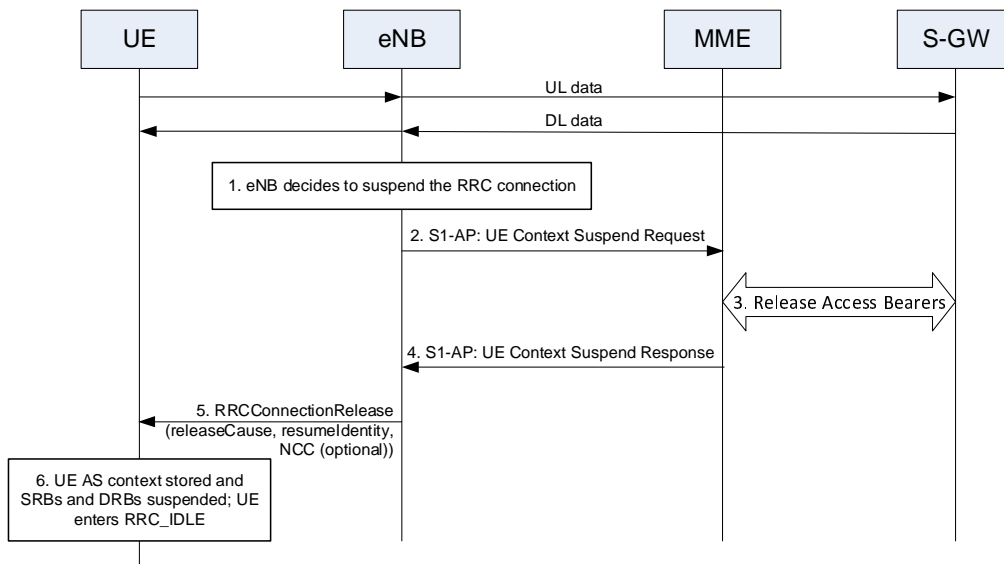 UE
eNB
MME
S-GW
UL data
DL data
1. eNB decides to suspend the RRC connection
2. S1-AP: UE Context Suspend Request
3. Release Access Bearers
4. S1-AP: UE Context Suspend Response
5. RRCConnectionRelease
(releaseCause, resumeIdentity,
NCC (optional))
6. UE AS context stored and
SRBs and DRBs suspended; UE
enters RRC_IDLE